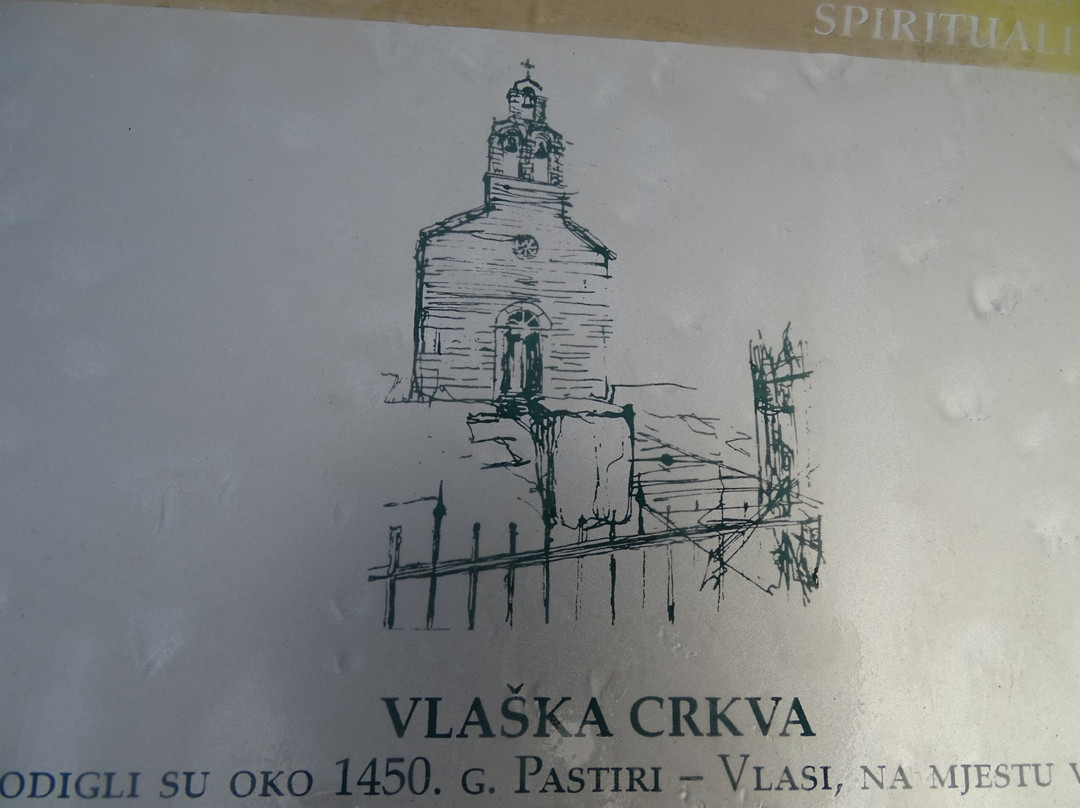 SPIRITUALI
VLAŠKA CRKVA
ODIGLI SU OKO 1450. G. PASTIRI – VLASI, NA MJESTU V